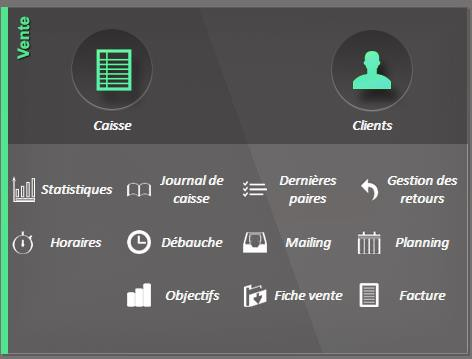 Vente
Caisse
Clients
Statistiques
Journal de
caisse
Dernières
paires
Gestion des
retours
Horaires
Débauche
Mailing
Planning
Objectifs
Fiche vente
Facture